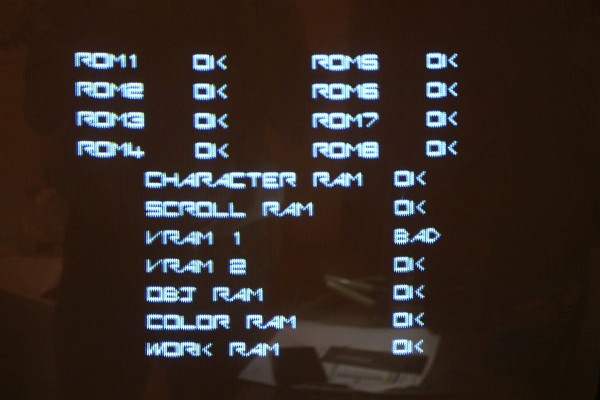 ROM1 OK ROM5 OK
ROM2 OK ROM6 OK
ROM3 OK ROM7 OK
ROM4 OK ROM8 OK
CHARACTER RAM OK
SCROLL RAM OK
VRAM 1 BAD
VRAM 2 OK
OBJ RAM OK
COLOR RAM OK
WORK RAM OK